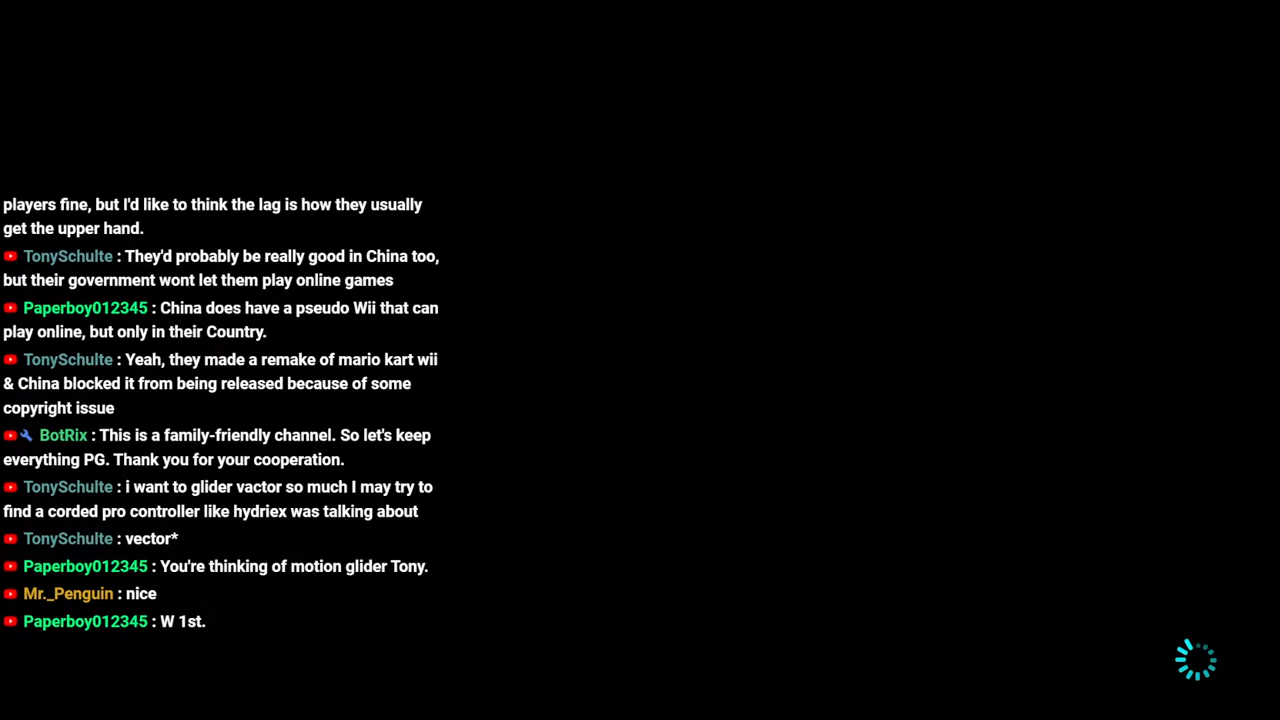 players fine, but I'd like to think the lag is how they usually
get the upper hand.
TonySchulte : They'd probably be really good in China too,
but their government wont let them play online games
Paperboy012345 : China does have a pseudo Wii that can
play online, but only in their Country.
TonySchulte : Yeah, they made a remake of mario kart wii
& China blocked it from being released because of some
copyright issue
BotRix : This is a family-friendly channel. So let's keep
everything PG. Thank you for your cooperation.
TonySchulte : i want to glider vactor so much I may try to
find a corded pro controller like hydriex was talking about
TonySchulte : vector*
Paperboy012345 : You're thinking of motion glider Tony.
Mr._Penguin : nice
Paperboy012345 : W 1st.